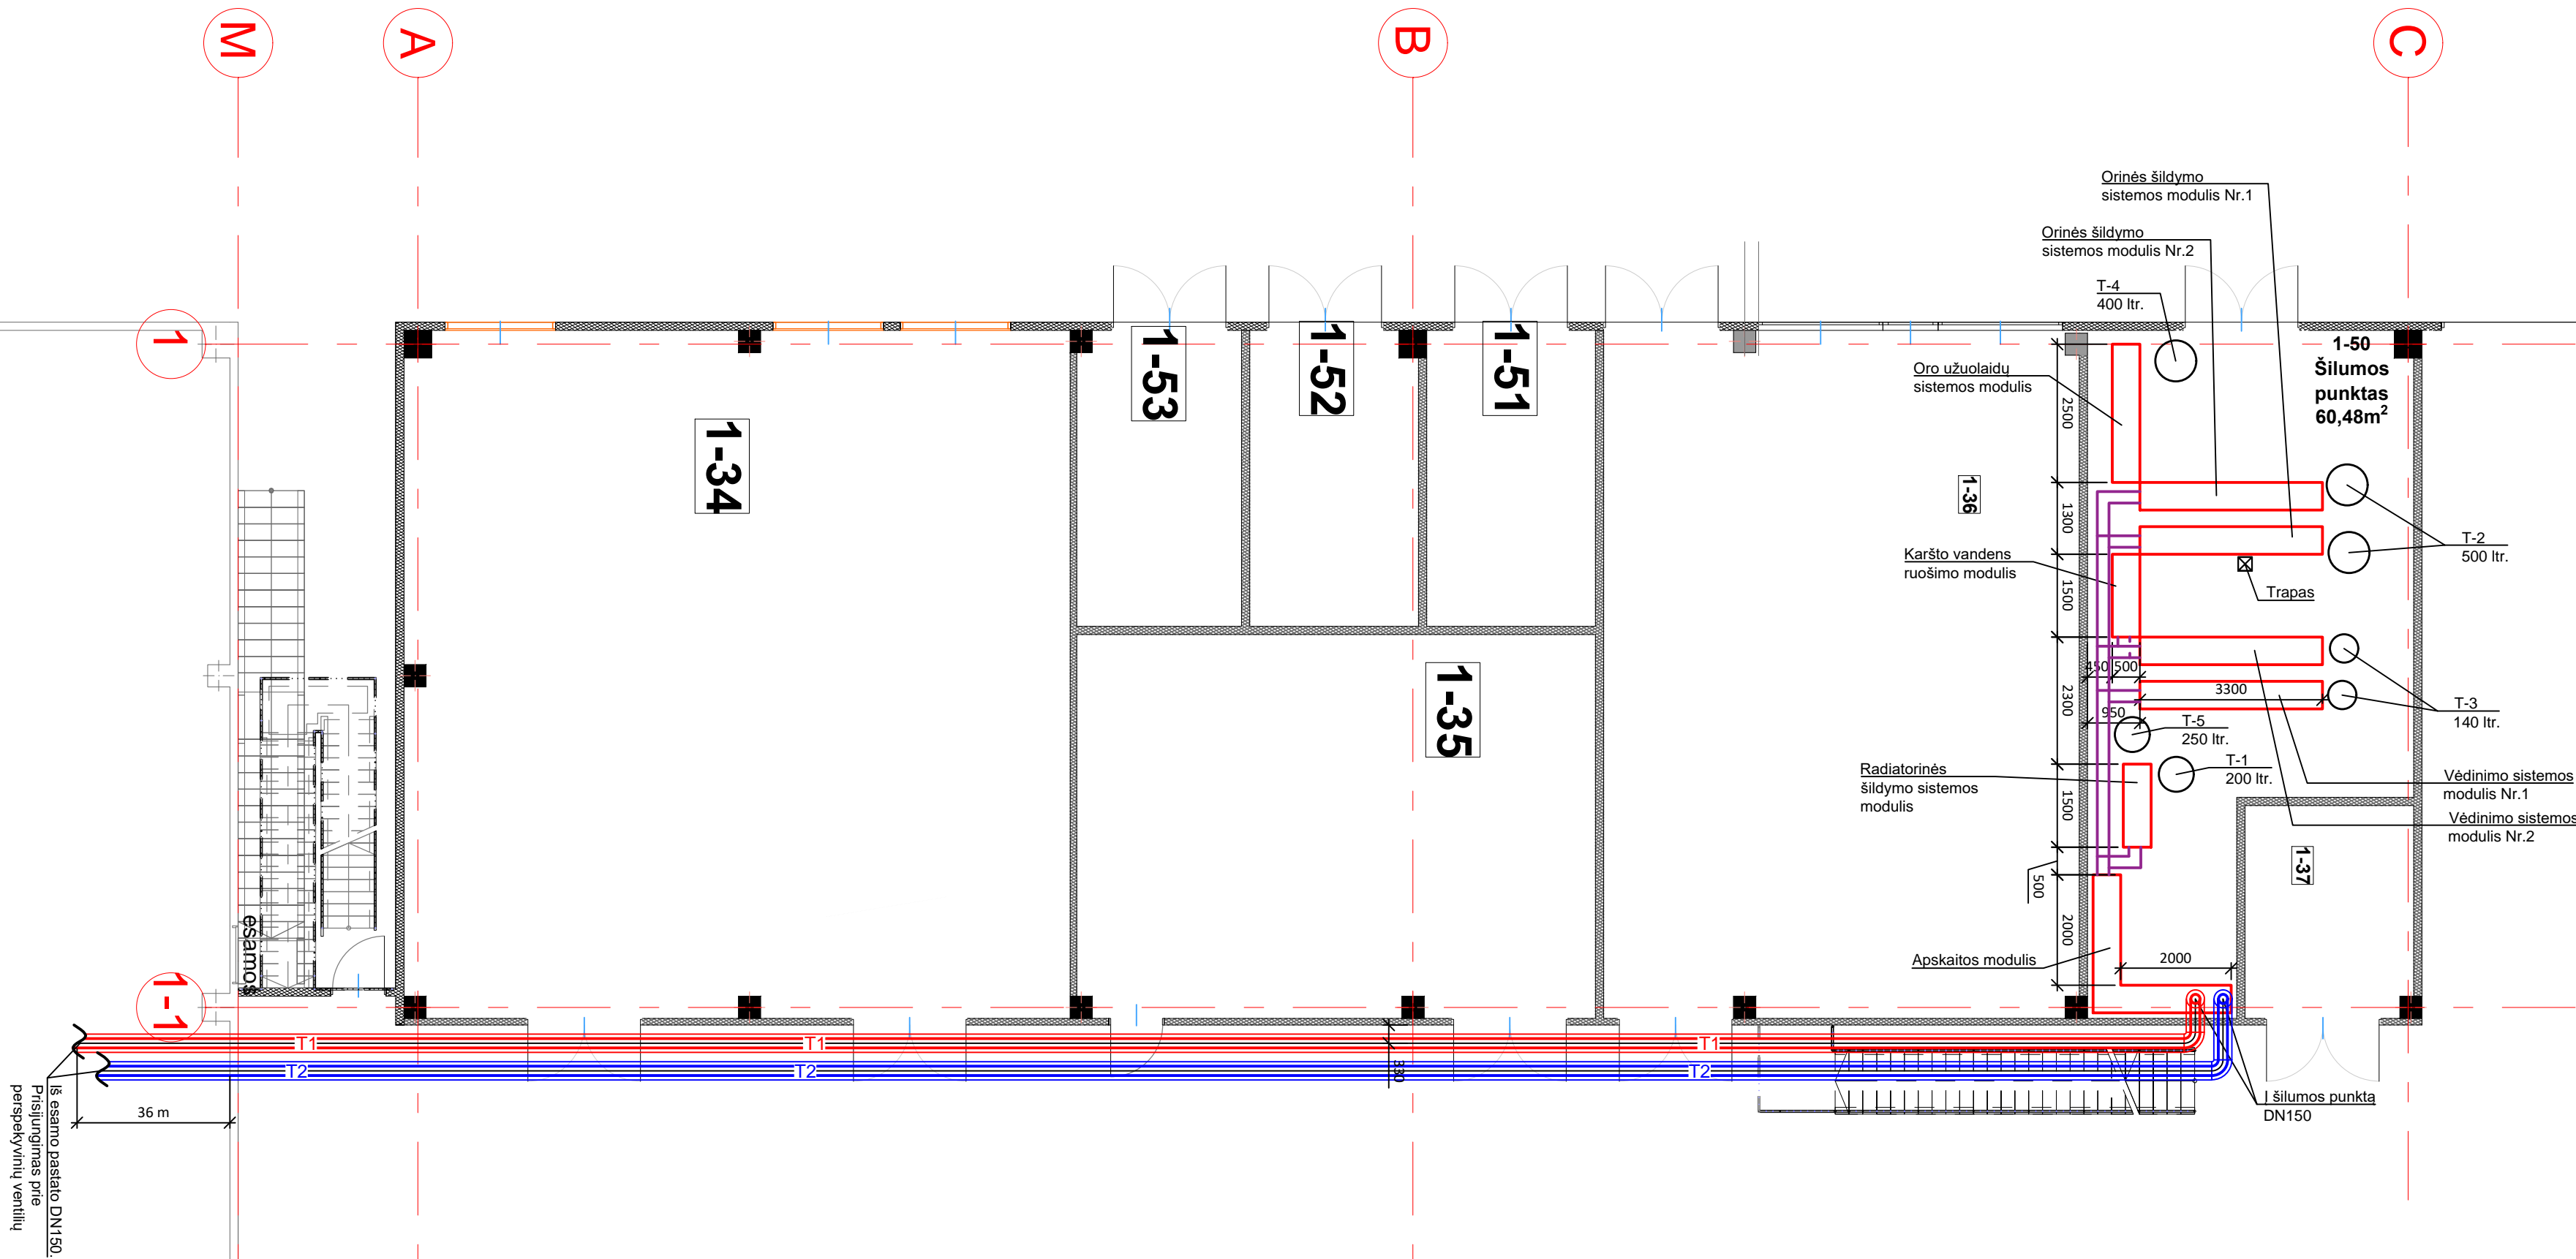 M
A
B
C
Orinės šildymo
sistemos modulis Nr.1
Orinės šildymo
sistemos modulis Nr.2
T-4
400 ltr.
1
1-50
Šilumos
punktas
60,48m²
Oro užuolaidų
sistemos modulis
1-53
1-52
1-51
1-34
1-36
2500
1300
1500
2300
1500
500
2000
T-2
500 ltr.
Karšto vandens
ruošimo modulis
Trapas
450
500
3300
950
T-3
140 ltr.
T-5
250 ltr.
1-35
T-1
200 ltr.
Radiatorinės
šildymo sistemos
modulis
Vėdinimo sistemos
modulis Nr.1
Vėdinimo sistemos
modulis Nr.2
1-37
esamos
Apskaitos modulis
2000
1-1
T1
T1
T1
T2
T2
T2
330
Į šilumos punktą
DN150
36 m
Iš esamo pastato DN150.
Prisijungimas prie
perspekyvinių ventilių